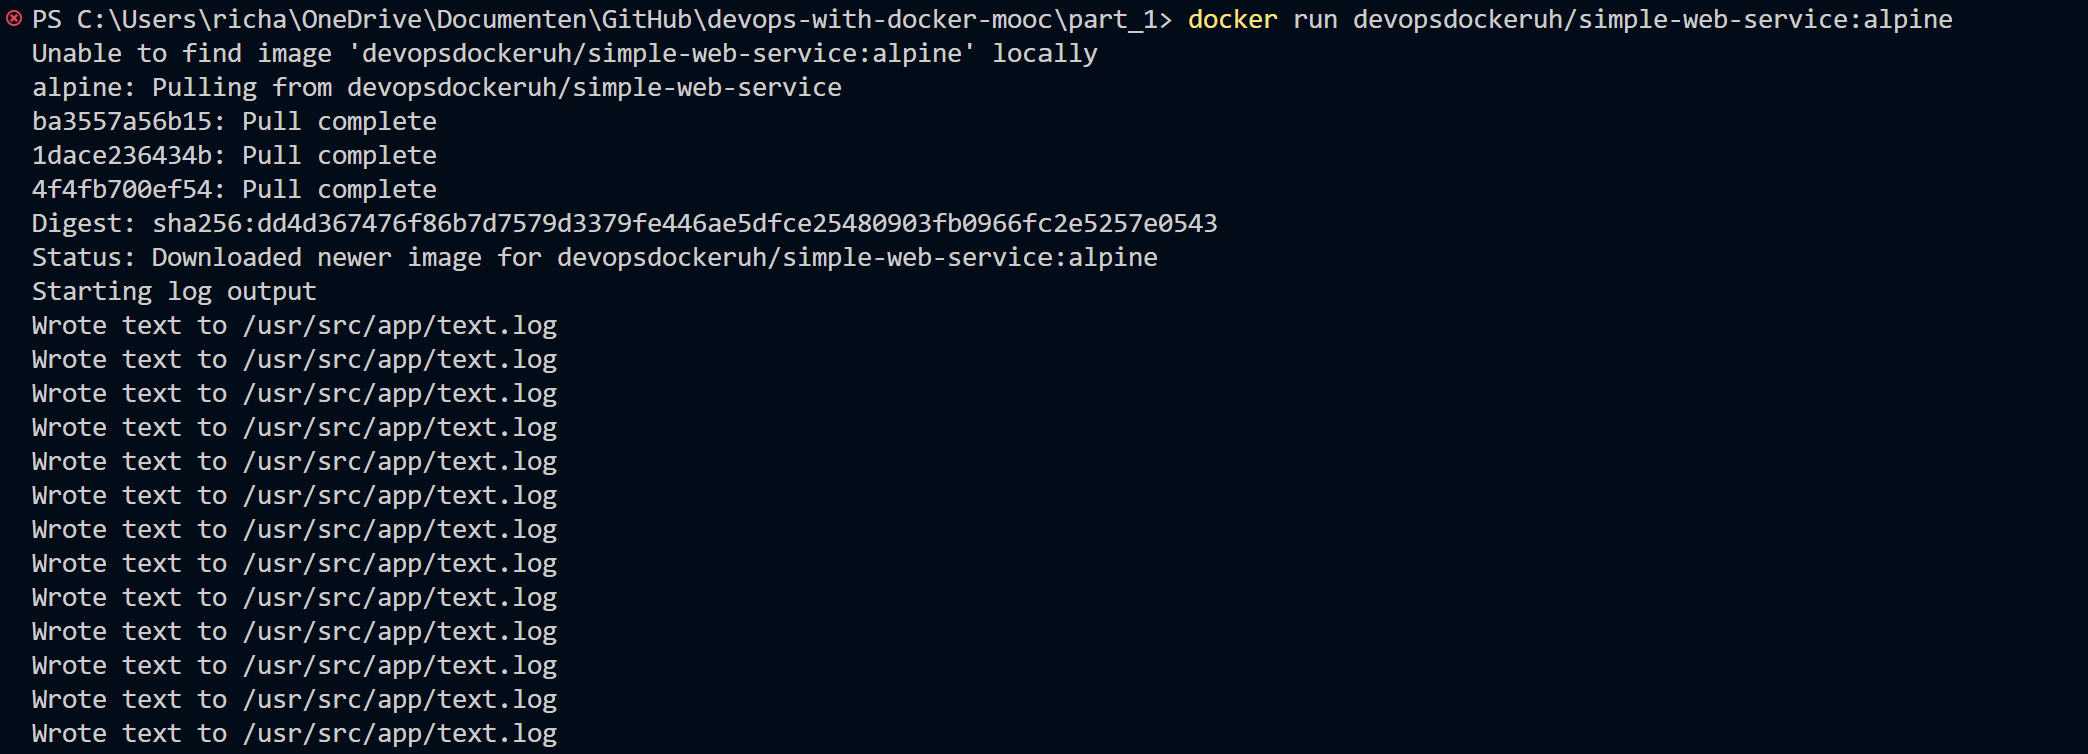 PS C:\Users\richa\OneDrive\Documenten\GitHub\devops-with-docker-mooc\part_1> docker run devopsdockeruh/simple-web-service:alpine
Unable to find image 'devopsdockeruh/simple-web-service:alpine' locally
alpine: Pulling from devopsdockeruh/simple-web-service
ba3557a56b15: Pull complete
1dace236434b: Pull complete
4f4fb700ef54: Pull complete
Digest: sha256:dd4d367476f86b7d7579d3379fe446ae5dfce25480903fb0966fc2e5257e0543
Status: Downloaded newer image for devopsdockeruh/simple-web-service:alpine
Starting log output
Wrote text to /usr/src/app/text.log
Wrote text to /usr/src/app/text.log
Wrote text to /usr/src/app/text.log
Wrote text to /usr/src/app/text.log
Wrote text to /usr/src/app/text.log
Wrote text to /usr/src/app/text.log
Wrote text to /usr/src/app/text.log
Wrote text to /usr/src/app/text.log
Wrote text to /usr/src/app/text.log
Wrote text to /usr/src/app/text.log
Wrote text to /usr/src/app/text.log
Wrote text to /usr/src/app/text.log
Wrote text to /usr/src/app/text.log